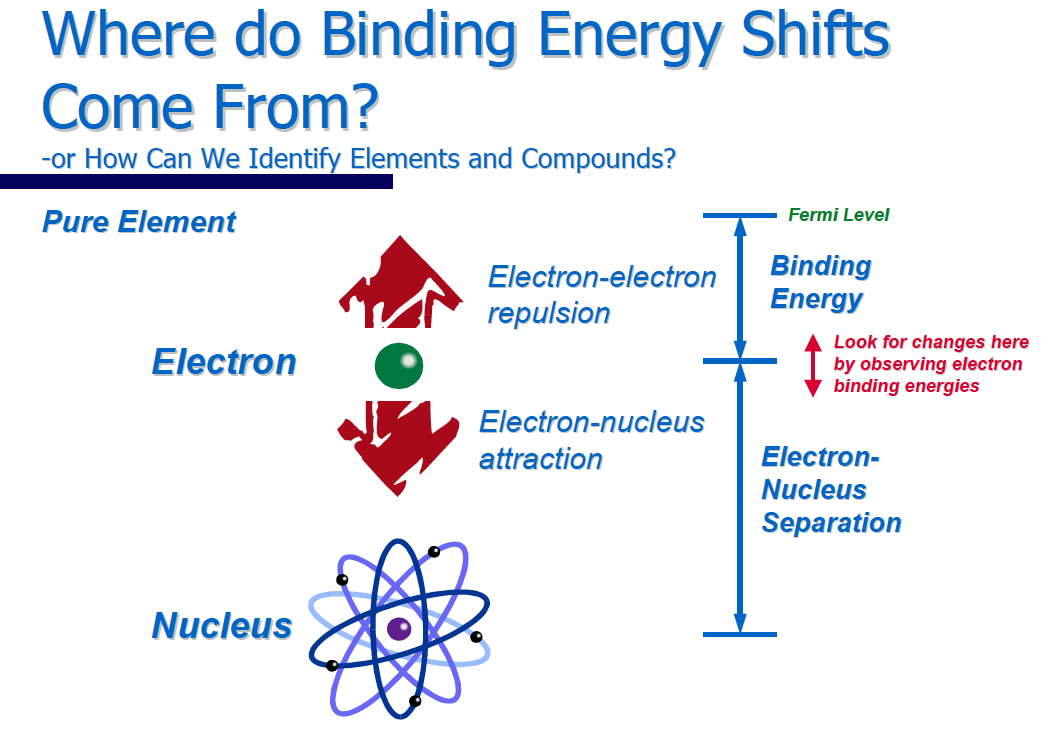 Where do Binding Energy Shifts
Come From?
-or How Can We Identify Elements and Compounds?
Pure Element
Fermi Level
Electron-electron
repulsion
Binding
Energy
Electron
Look for changes here
by observing electron
binding energies
Electron-nucleus
attraction
Electron-
Nucleus
Separation
Nucleus